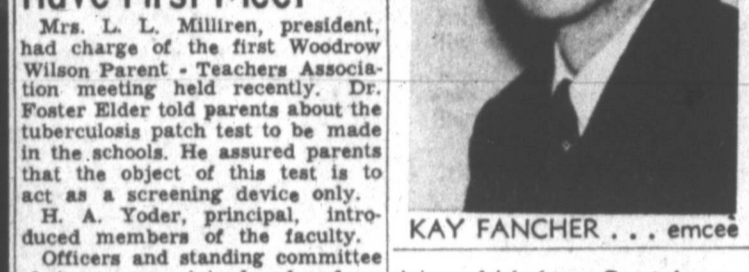 Mrs. L. L. Milliren, president,
had charge of the first Woodrow
Wilson Parent - Teachers Associa-
tion meeting held recently. Dr.
Foster Elder told parents about the
tuberculosis patch test to be made
in the schools. He assured parents
that the object of this test is to
act as a screening device only.
H. A. Yoder, principal, intro-
duced members of the faculty.
Officers and standing committee
KAY FANCHER . . . emcee